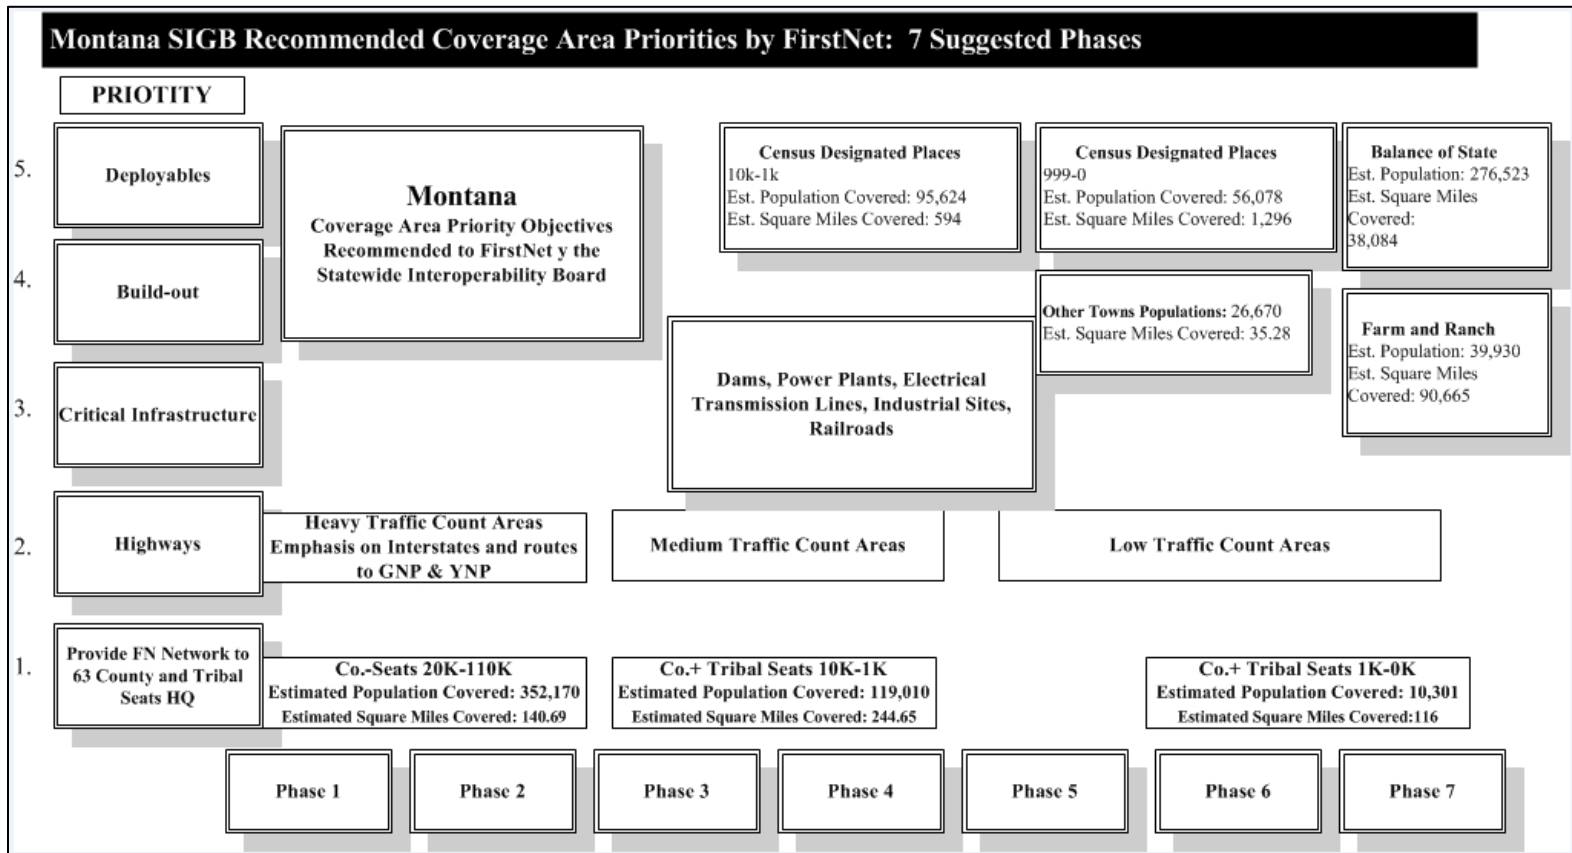 Montana SIGB Recommended Coverage Area Priorities by FirstNet: 7 Suggested Phases
PRIOTITY
5.
Deployables
4.
Build-out
3.
Critical Infrastructure
2.
Highways
1.
Provide FN Network to
63 County and Tribal
Seats HQ
Montana
Coverage Area Priority Objectives
Recommended to FirstNet y the
Statewide Interoperability Board
Census Designated Places
10k-1k
Est. Population Covered: 95,624
Est. Square Miles Covered: 594
Census Designated Places
999-0
Est. Population Covered: 56,078
Est. Square Miles Covered: 1,296
Balance of State
Est. Population: 276,523
Est. Square Miles
Covered:
38,084
Other Towns Populations: 26,670
Est. Square Miles Covered: 35.28
Farm and Ranch
Est. Population: 39,930
Est. Square Miles
Covered: 90,665
Dams, Power Plants, Electrical
Transmission Lines, Industrial Sites,
Railroads
Heavy Traffic Count Areas
Emphasis on Interstates and routes
to GNP & YNP
Medium Traffic Count Areas
Low Traffic Count Areas
Co.-Seats 20K-110K
Estimated Population Covered: 352,170
Estimated Square Miles Covered: 140.69
Co.+ Tribal Seats 10K-1K
Estimated Population Covered: 119,010
Estimated Square Miles Covered: 244.65
Co.+ Tribal Seats 1K-0K
Estimated Population Covered: 10,301
Estimated Square Miles Covered:116
Phase 1
Phase 2
Phase 3
Phase 4
Phase 5
Phase 6
Phase 7